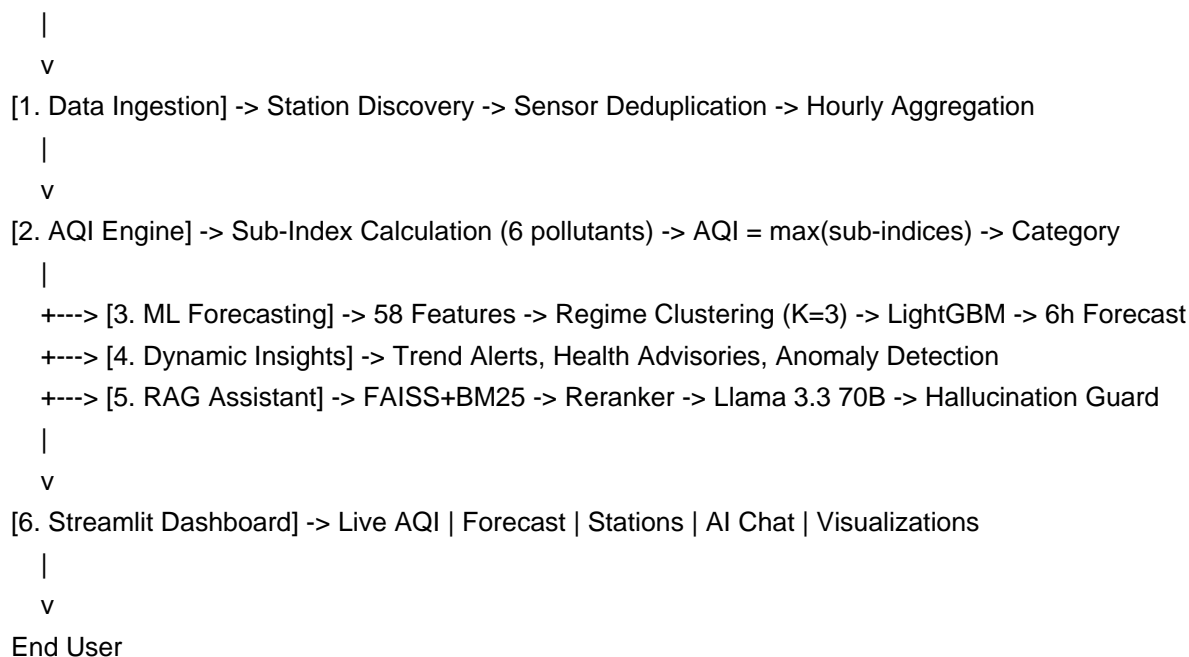 |
v
[1. Data Ingestion] -> Station Discovery -> Sensor Deduplication -> Hourly Aggregation
|
v
[2. AQI Engine] -> Sub-Index Calculation (6 pollutants) -> AQI = max(sub-indices) -> Category
|
+---> [3. ML Forecasting] -> 58 Features -> Regime Clustering (K=3) -> LightGBM -> 6h Forecast
+---> [4. Dynamic Insights] -> Trend Alerts, Health Advisories, Anomaly Detection
+---> [5. RAG Assistant] -> FAISS+BM25 -> Reranker -> Llama 3.3 70B -> Hallucination Guard
|
v
[6. Streamlit Dashboard] -> Live AQI | Forecast | Stations | AI Chat | Visualizations
|
v
End User